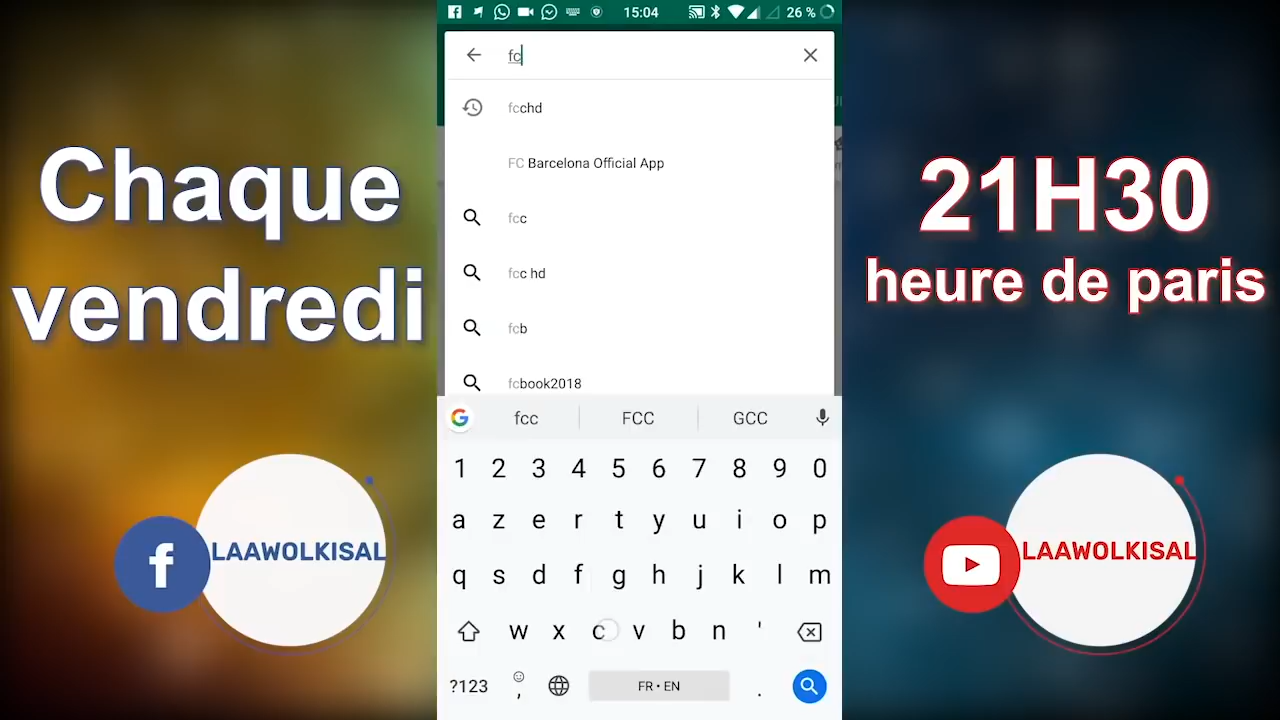 Chaque
vendredi
LAAWOLKISAL
15:04
26 %
fc
fcchd
FC Barcelona Official App
fcc
fcc hd
fcb
fcbook2018
fcc FCC GCC
1 2 3 4 5 6 7 8 9 0
a z e r t y u i o p
q s d f g h j k l m
w x c v b n '
?123 , FR • EN .
21H30
heure de paris
LAAWOLKISAL